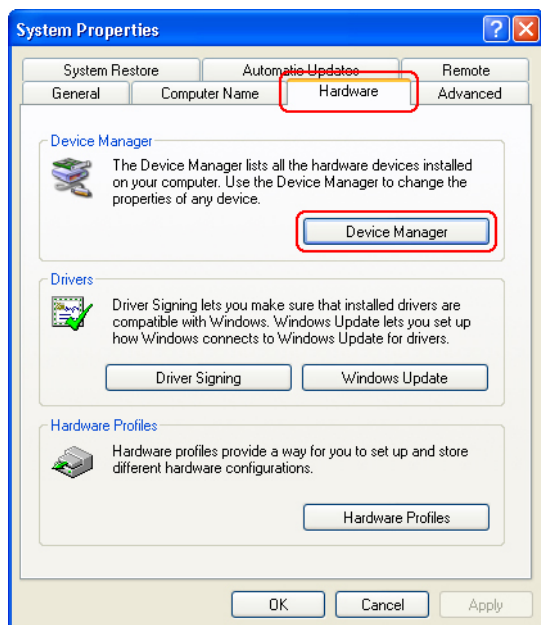 System Properties
System Restore Automatic Updates Remote
General Computer Name Hardware Advanced
Device Manager
The Device Manager lists all the hardware devices installed
on your computer. Use the Device Manager to change the
properties of any device.
Device Manager
Drivers
Driver Signing lets you make sure that installed drivers are
compatible with Windows. Windows Update lets you set up
how Windows connects to Windows Update for drivers.
Driver Signing Windows Update
Hardware Profiles
Hardware profiles provide a way for you to set up and store
different hardware configurations.
Hardware Profiles
OK Cancel Apply